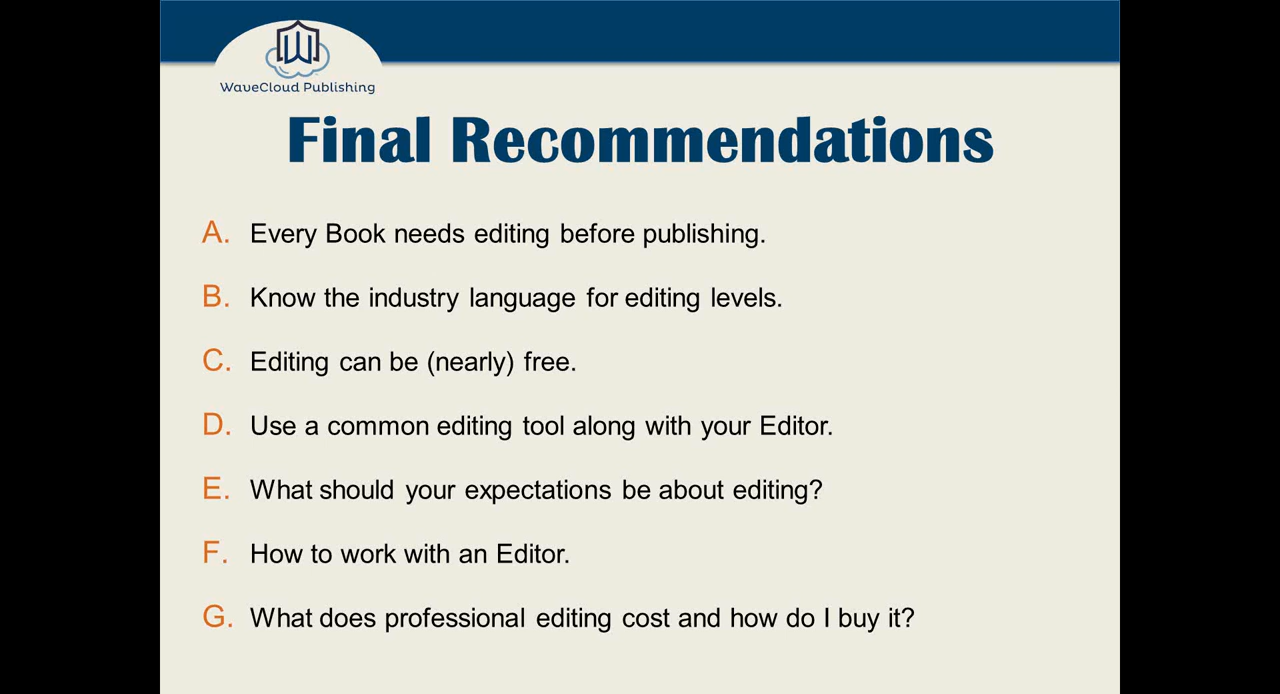 WaveCloud Publishing
Final Recommendations
A. Every Book needs editing before publishing.
B. Know the industry language for editing levels.
C. Editing can be (nearly) free.
D. Use a common editing tool along with your Editor.
E. What should your expectations be about editing?
F. How to work with an Editor.
G. What does professional editing cost and how do I buy it?